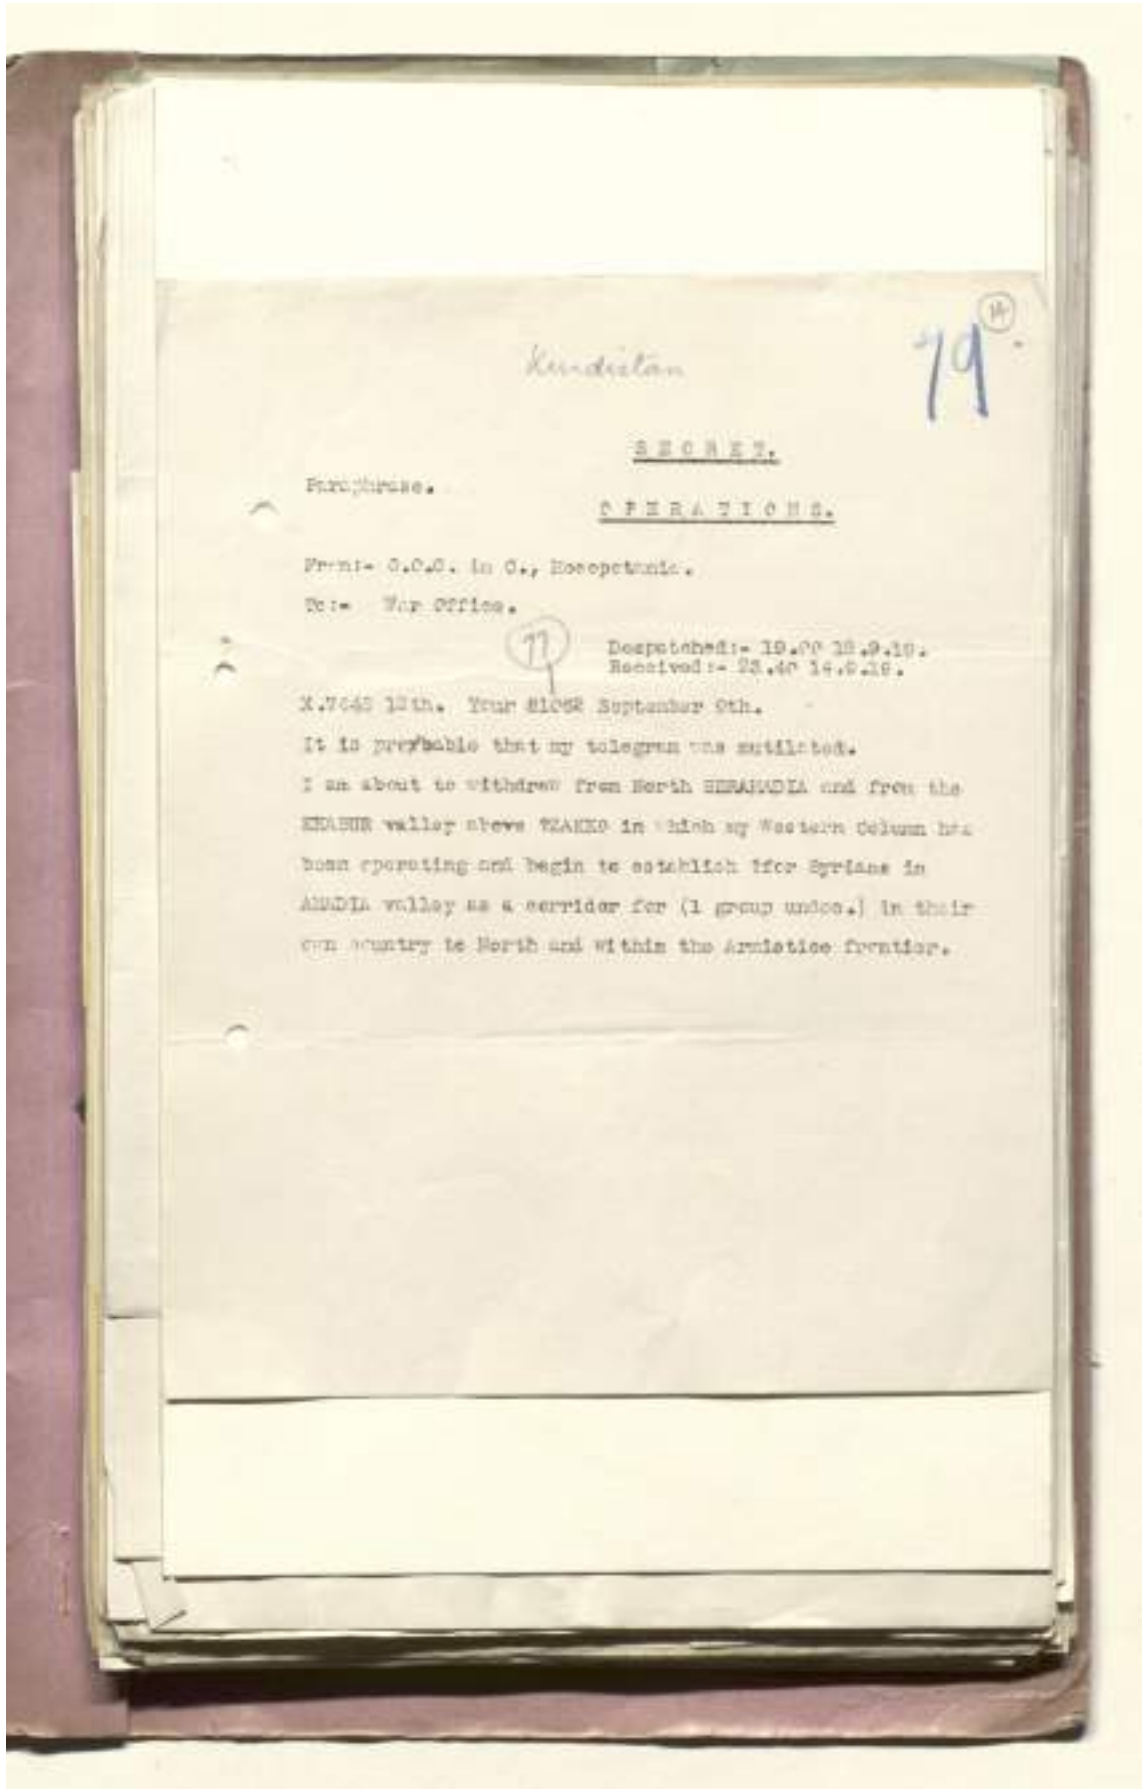 14
79
Kurdistan
SECRET.
Paraphrase.
OPERATIONS.
From:- G.O.C. in C., Mesopotamia.
To:- War Office.
77
Despatched:- 19.00 13.9.19.
Received:- 23.40 14.9.19.
13th. Your 81062 September 9th.
It is probable that my telegram was mutilated.
I am about to withdraw from North BERAMADIA and from the
KHABUR valley above TZAKKO in which my Western Column has
been operating and begin to establish ?for Syrians in
AMADIA valley as a corridor for (1 group undec.) in their
own country to North and within the Armistice frontier.